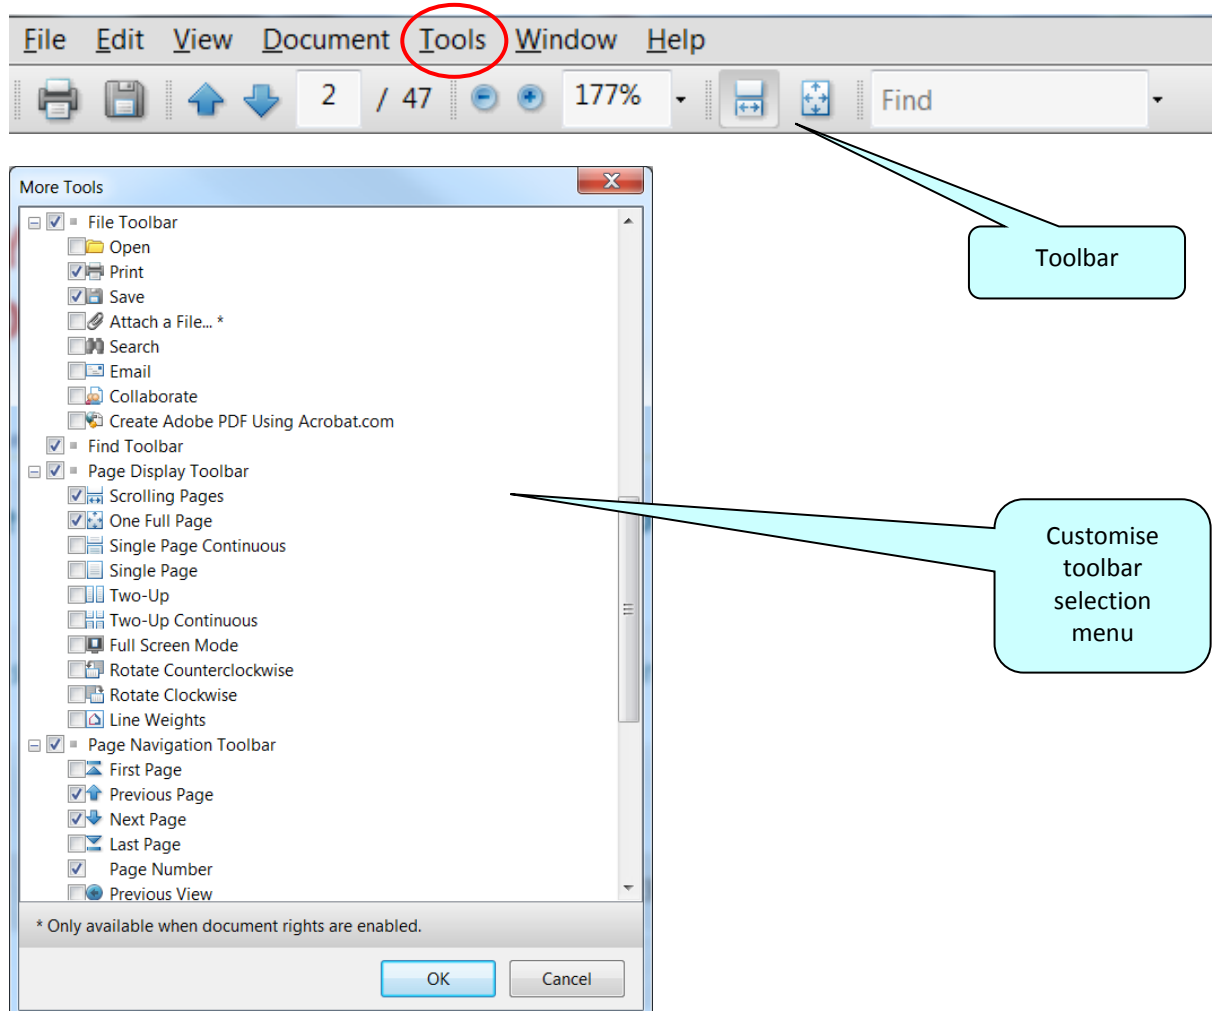 File Edit View Document Tools Window Help
2 / 47 177% Find
Toolbar
More Tools
File Toolbar
Open
Print
Save
Attach a File... *
Search
Email
Collaborate
Create Adobe PDF Using Acrobat.com
Find Toolbar
Page Display Toolbar
Scrolling Pages
One Full Page
Single Page Continuous
Single Page
Two-Up
Two-Up Continuous
Full Screen Mode
Rotate Counterclockwise
Rotate Clockwise
Line Weights
Page Navigation Toolbar
First Page
Previous Page
Next Page
Last Page
Page Number
Previous View
* Only available when document rights are enabled.
OK Cancel
Customise
toolbar
selection
menu